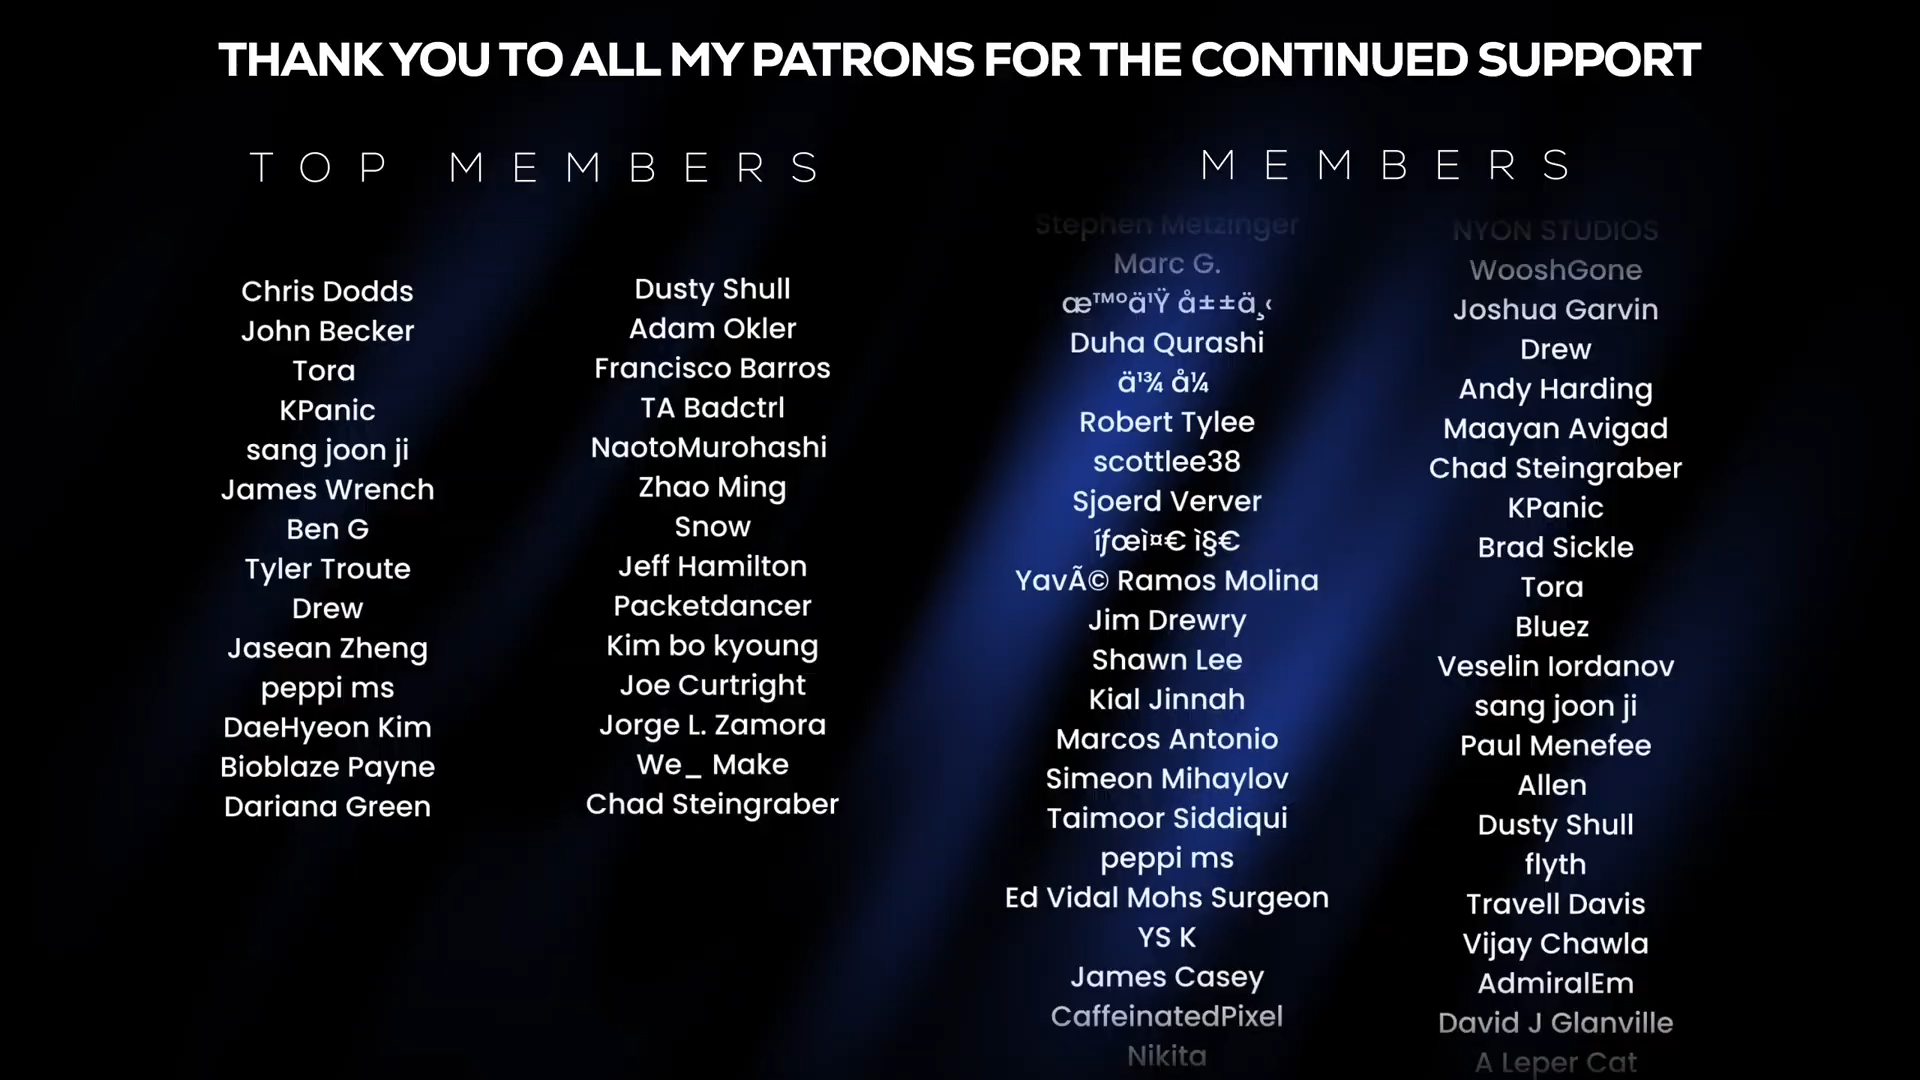 THANK YOU TO ALL MY PATRONS FOR THE CONTINUED SUPPORT
TOP MEMBERS
Chris Dodds
John Becker
Tora
KPanic
sang joon ji
James Wrench
Ben G
Tyler Troute
Drew
Jasean Zheng
peppi ms
DaeHyeon Kim
Bioblaze Payne
Dariana Green
Dusty Shull
Adam Okler
Francisco Barros
TA Badctrl
NaotoMurohashi
Zhao Ming
Snow
Jeff Hamilton
Packetdancer
Kim bo kyoung
Joe Curtright
Jorge L. Zamora
We_ Make
Chad Steingraber
MEMBERS
Stephen Metzinger
Marc G.
æ™ºä¹Ÿ å±±ä¸‹
Duha Qurashi
ä¹¾ å¼
Robert Tylee
scottlee38
Sjoerd Verver
íƒœì¤€ ì§€
YavÃ© Ramos Molina
Jim Drewry
Shawn Lee
Kial Jinnah
Marcos Antonio
Simeon Mihaylov
Taimoor Siddiqui
peppi ms
Ed Vidal Mohs Surgeon
YS K
James Casey
CaffeinatedPixel
Nikita
NYON STUDIOS
WooshGone
Joshua Garvin
Drew
Andy Harding
Maayan Avigad
Chad Steingraber
KPanic
Brad Sickle
Tora
Bluez
Veselin Iordanov
sang joon ji
Paul Menefee
Allen
Dusty Shull
flyth
Travell Davis
Vijay Chawla
AdmiralEm
David J Glanville
A Leper Cat